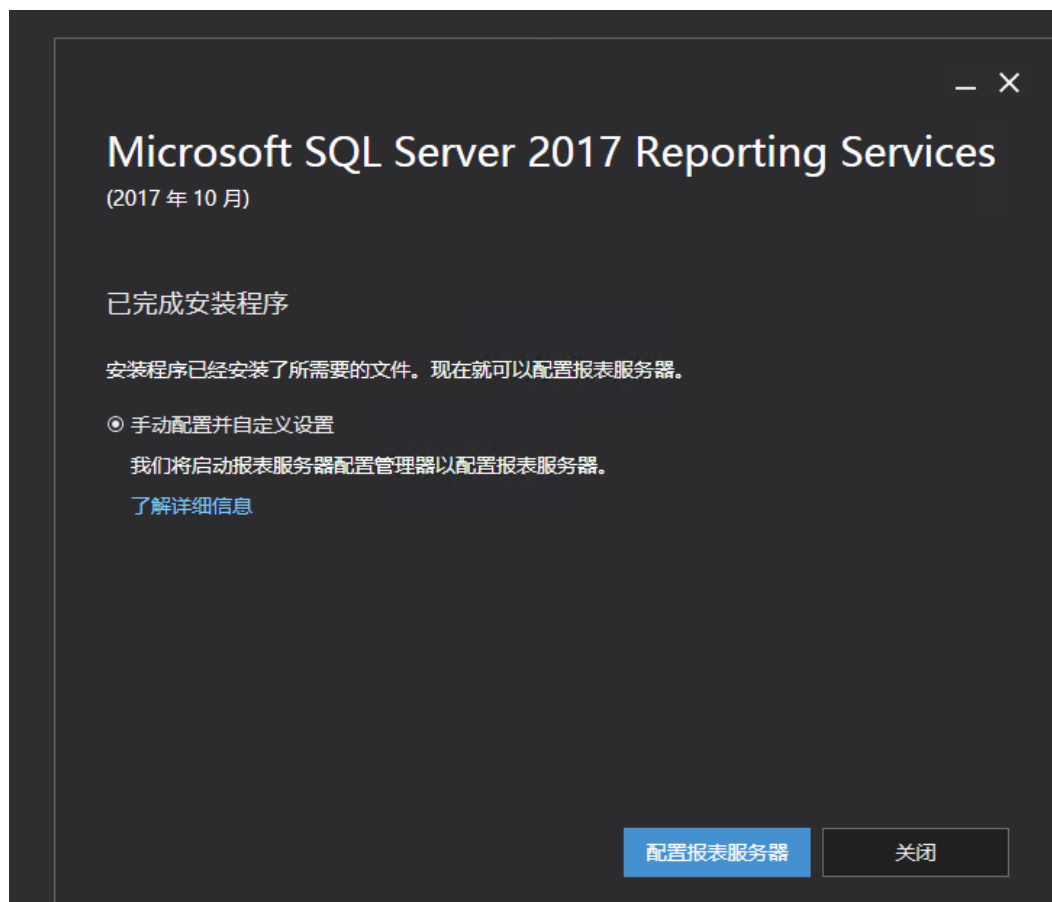 Microsoft SQL Server 2017 Reporting Services
(2017 年 10 月)
已完成安装程序
安装程序已经安装了所需要的文件。现在就可以配置报表服务器。
手动配置并自定义设置
我们将启动报表服务器配置管理器以配置报表服务器。
了解详细信息
配置报表服务器
关闭